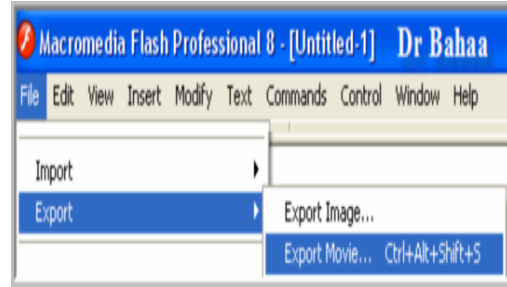 Macromedia Flash Professional 8 - [Untitled-1] Dr Bahaa
File Edit View Insert Modify Text Commands Control Window Help
Import
Export
Export Image...
Export Movie... Ctrl+Alt+Shift+S